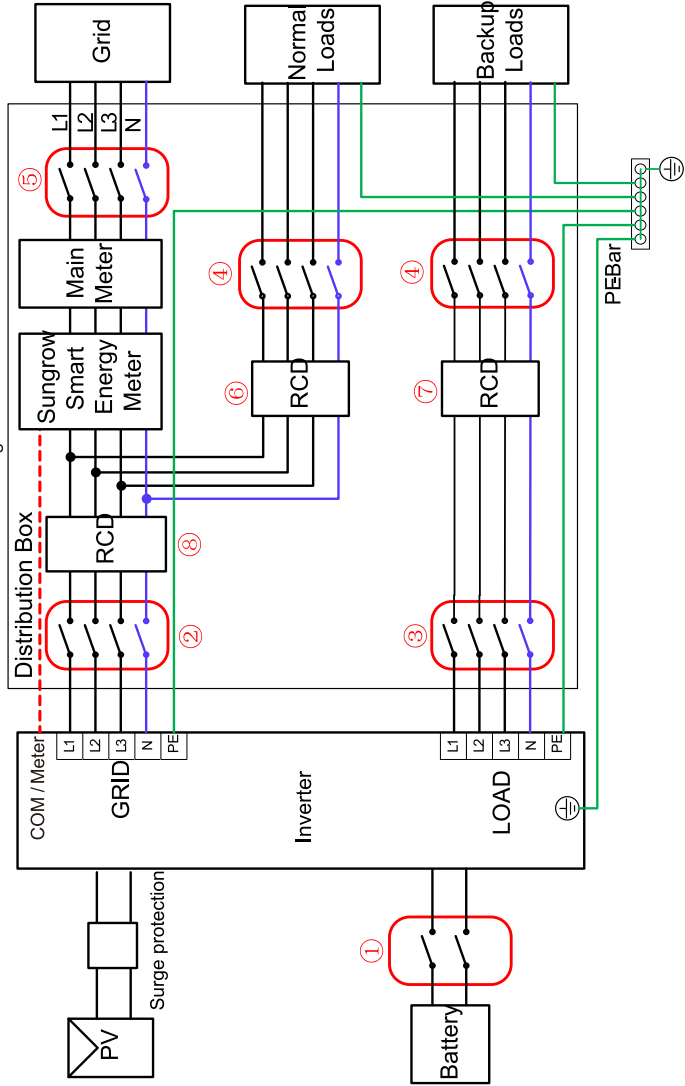 Grid
Normal
Loads
Backup
Loads
L1
L2
L3
N
⑤
Main
Meter
④
④
PE-Bar
Sungrow
Smart
Energy
Meter
⑥
RCD
⑦
RCD
Distribution Box
RCD
⑧
②
③
COM / Meter
L1
L2
L3
N
PE
GRID
Inverter
L1
L2
L3
N
PE
LOAD
Surge protection
①
PV
Battery